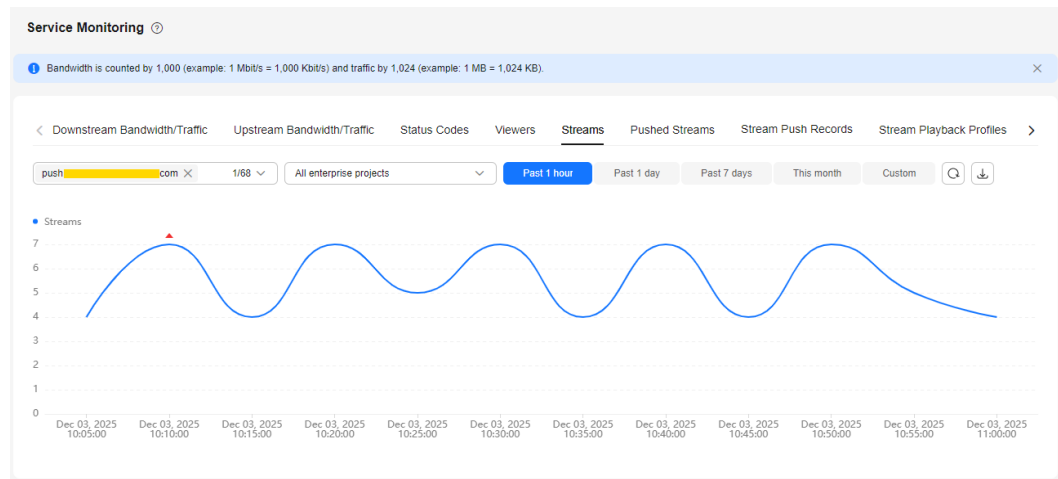 Service Monitoring ?
Bandwidth is counted by 1,000 (example: 1 Mbit/s = 1,000 Kbit/s) and traffic by 1,024 (example: 1 MB = 1,024 KB).
Downstream Bandwidth/Traffic Upstream Bandwidth/Traffic Status Codes Viewers Streams Pushed Streams Stream Push Records Stream Playback Profiles
push com 1/68 All enterprise projects Past 1 hour Past 1 day Past 7 days This month Custom
Streams
7
6
5
4
3
2
1
0
Dec 03, 2025 Dec 03, 2025 Dec 03, 2025 Dec 03, 2025 Dec 03, 2025 Dec 03, 2025 Dec 03, 2025 Dec 03, 2025 Dec 03, 2025 Dec 03, 2025 Dec 03, 2025 Dec 03, 2025
10:05:00 10:10:00 10:15:00 10:20:00 10:25:00 10:30:00 10:35:00 10:40:00 10:45:00 10:50:00 10:55:00 11:00:00